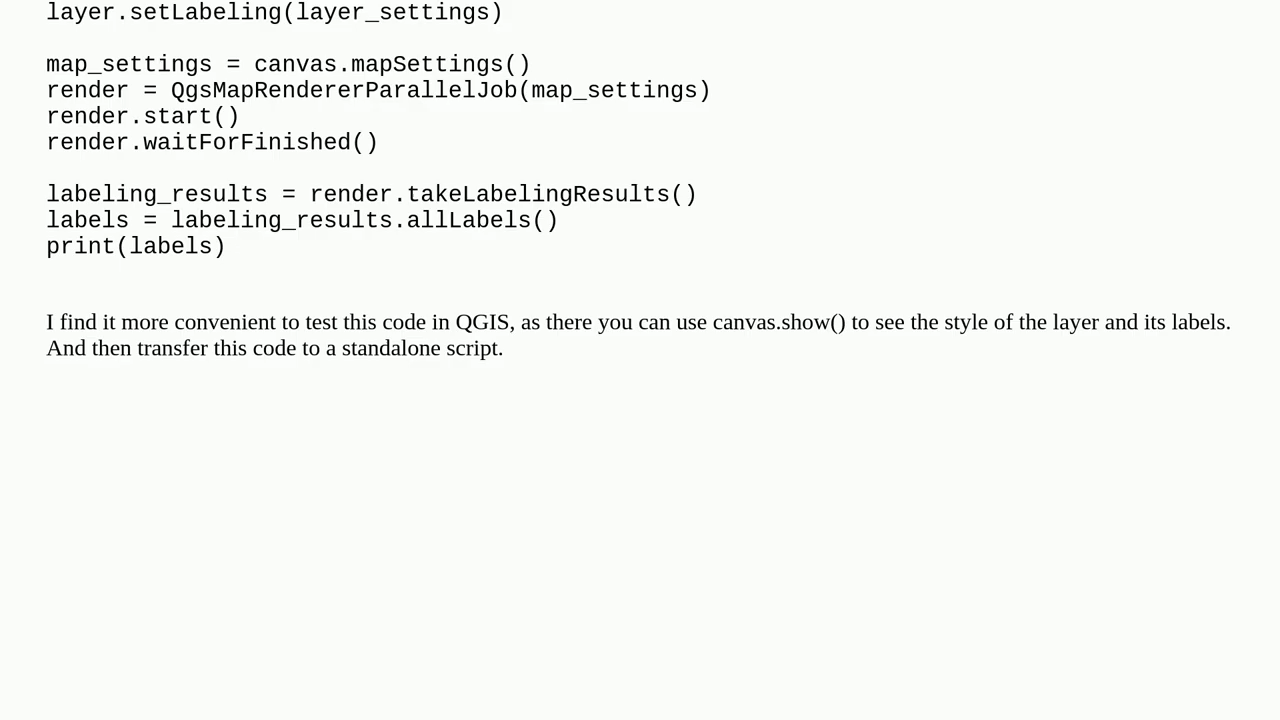 layer.setLabeling(layer_settings)
map_settings = canvas.mapSettings()
render = QgsMapRendererParallelJob(map_settings)
render.start()
render.waitForFinished()
labeling_results = render.takeLabelingResults()
labels = labeling_results.allLabels()
print(labels)
I find it more convenient to test this code in QGIS, as there you can use canvas.show() to see the style of the layer and its labels.
And then transfer this code to a standalone script.